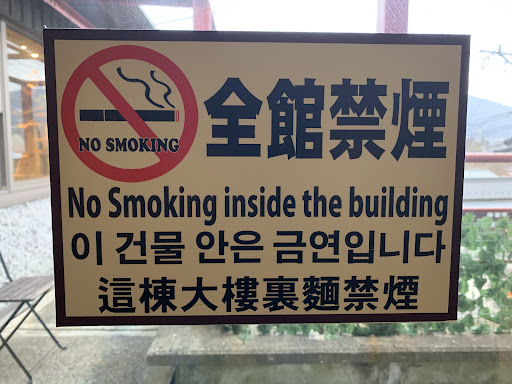 NO SMOKING
全館禁煙
No Smoking inside the building
이 건물 안은 금연입니다
這棟大樓裏麵禁煙